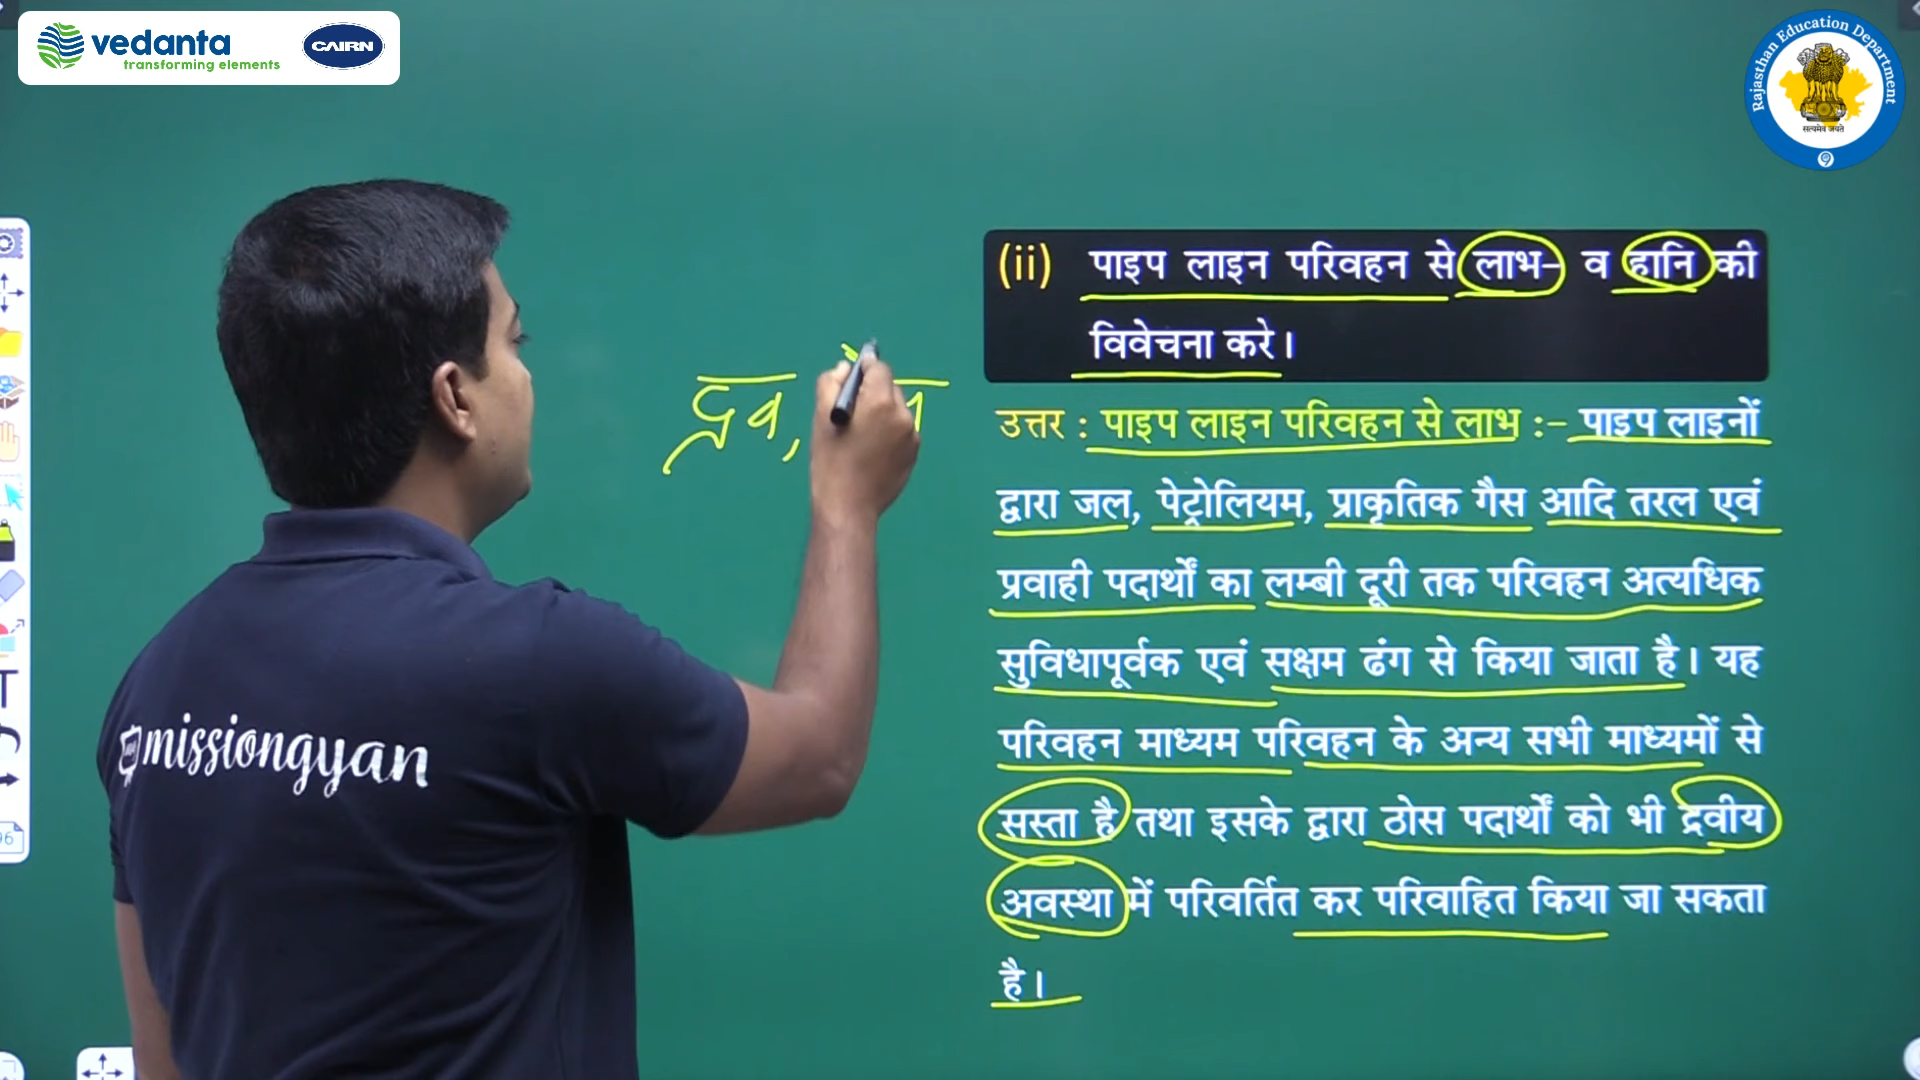 vedanta
transforming elements
CAIRN
Rajasthan Education Department
सत्यमेव जयते
(ii) पाइप लाइन परिवहन से लाभ- व हानि की
विवेचना करे।
द्रव,
उत्तर : पाइप लाइन परिवहन से लाभ :- पाइप लाइनों
द्वारा जल, पेट्रोलियम, प्राकृतिक गैस आदि तरल एवं
प्रवाही पदार्थों का लम्बी दूरी तक परिवहन अत्यधिक
सुविधापूर्वक एवं सक्षम ढंग से किया जाता है। यह
परिवहन माध्यम परिवहन के अन्य सभी माध्यमों से
सस्ता है तथा इसके द्वारा ठोस पदार्थों को भी द्रवीय
अवस्था में परिवर्तित कर परिवाहित किया जा सकता
है।
missiongyan